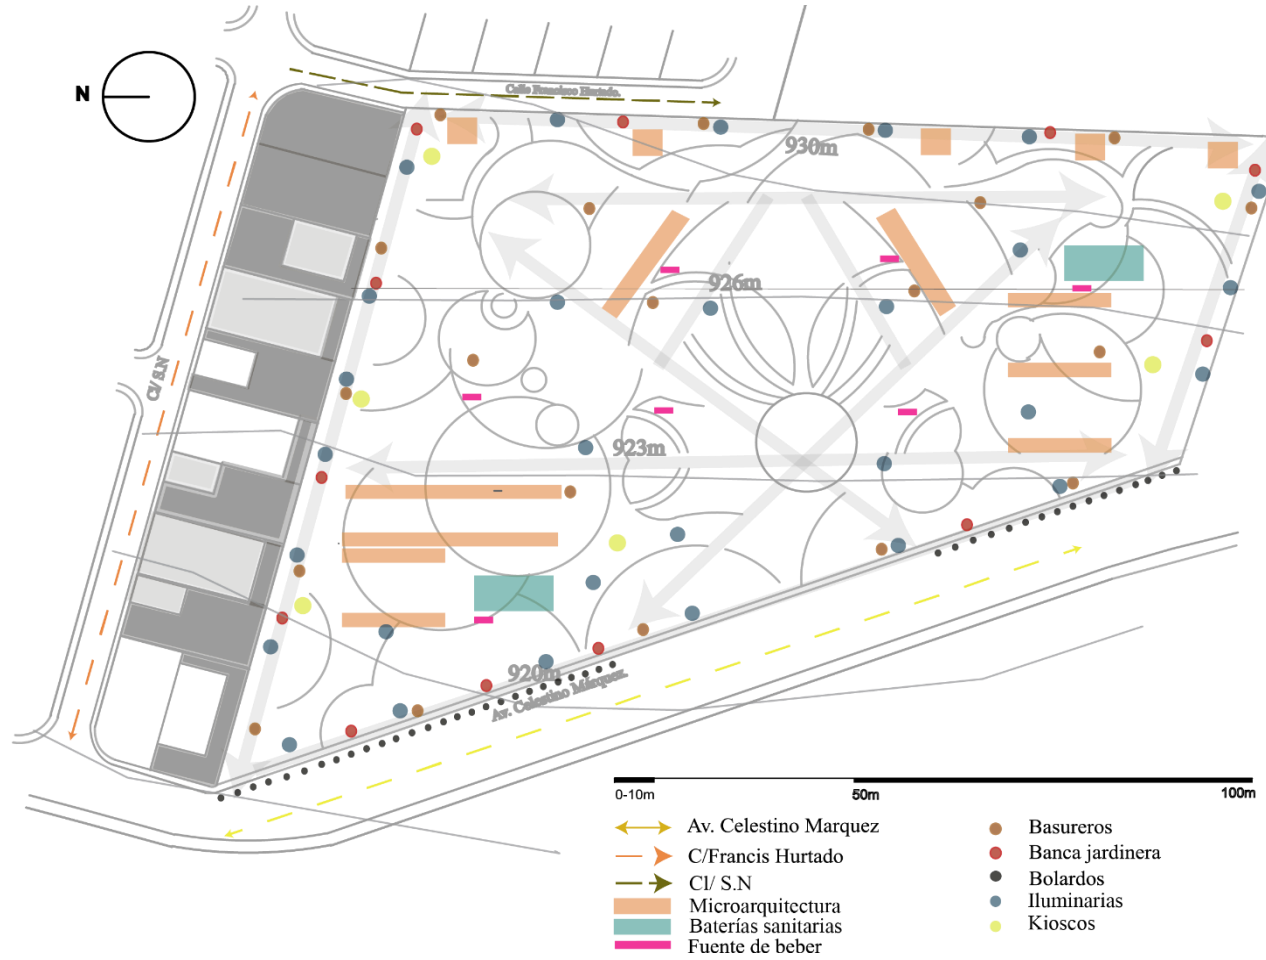 N
Calle Francisco Hurtado.
930m
926m
Cl/ S.N
923m
920m
Av. Celestino Márquez.
0-10m 50m 100m
Av. Celestino Marquez
C/Francis Hurtado
Cl/ S.N
Microarquitectura
Baterías sanitarias
Fuente de beber
Basureros
Banca jardinera
Bolardos
Iluminarias
Kioscos